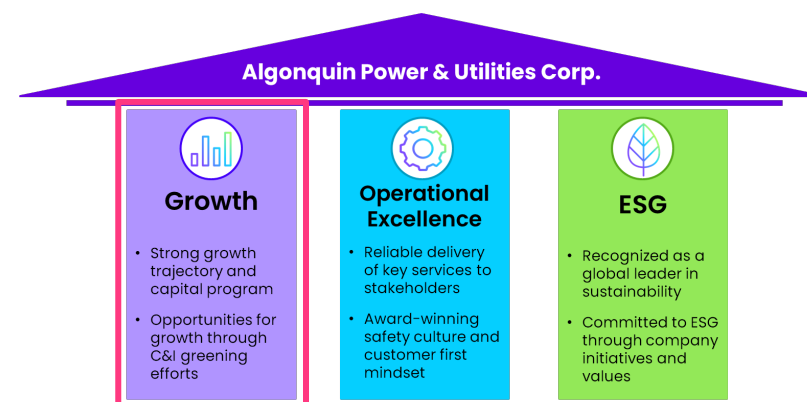 Algonquin Power & Utilities Corp.
Growth
• Strong growth
trajectory and
capital program
• Opportunities for
growth through
C&I greening
efforts
Operational
Excellence
• Reliable delivery
of key services to
stakeholders
• Award-winning
safety culture and
customer first
mindset
ESG
• Recognized as a
global leader in
sustainability
• Committed to ESG
through company
initiatives and
values